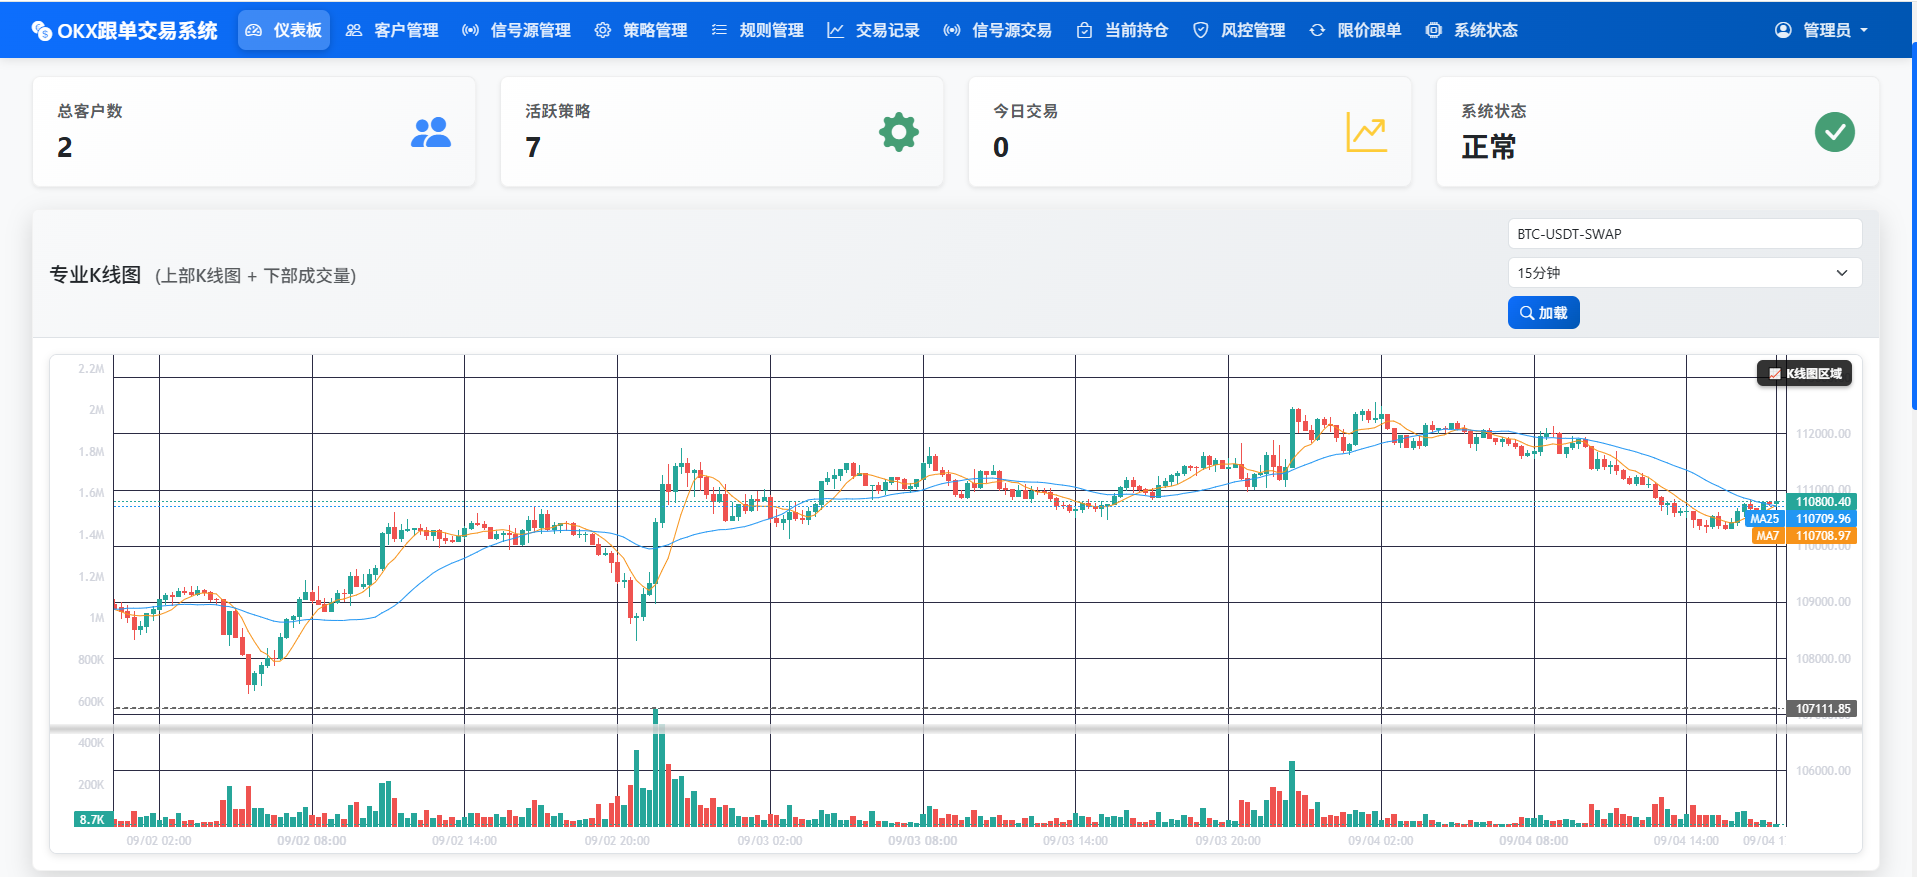 OKX跟单交易系统 仪表板 客户管理 信号源管理 策略管理 规则管理 交易记录 信号源交易 当前持仓 风控管理 限价跟单 系统状态 管理员
总客户数
2
活跃策略
7
今日交易
0
系统状态
正常
专业K线图 (上部K线图 + 下部成交量)
BTC-USDT-SWAP
15分钟
加载
K线图区域
2.2M
2M
1.8M
1.6M
1.4M
1.2M
1M
800K
600K
400K
200K
8.7K
112000.00
111000.00
110800.40
MA25 110709.96
MA7 110708.97
110000.00
109000.00
108000.00
107111.85
106000.00
09/02 02:00 09/02 08:00 09/02 14:00 09/02 20:00 09/03 02:00 09/03 08:00 09/03 14:00 09/03 20:00 09/04 02:00 09/04 08:00 09/04 14:00 09/04 1